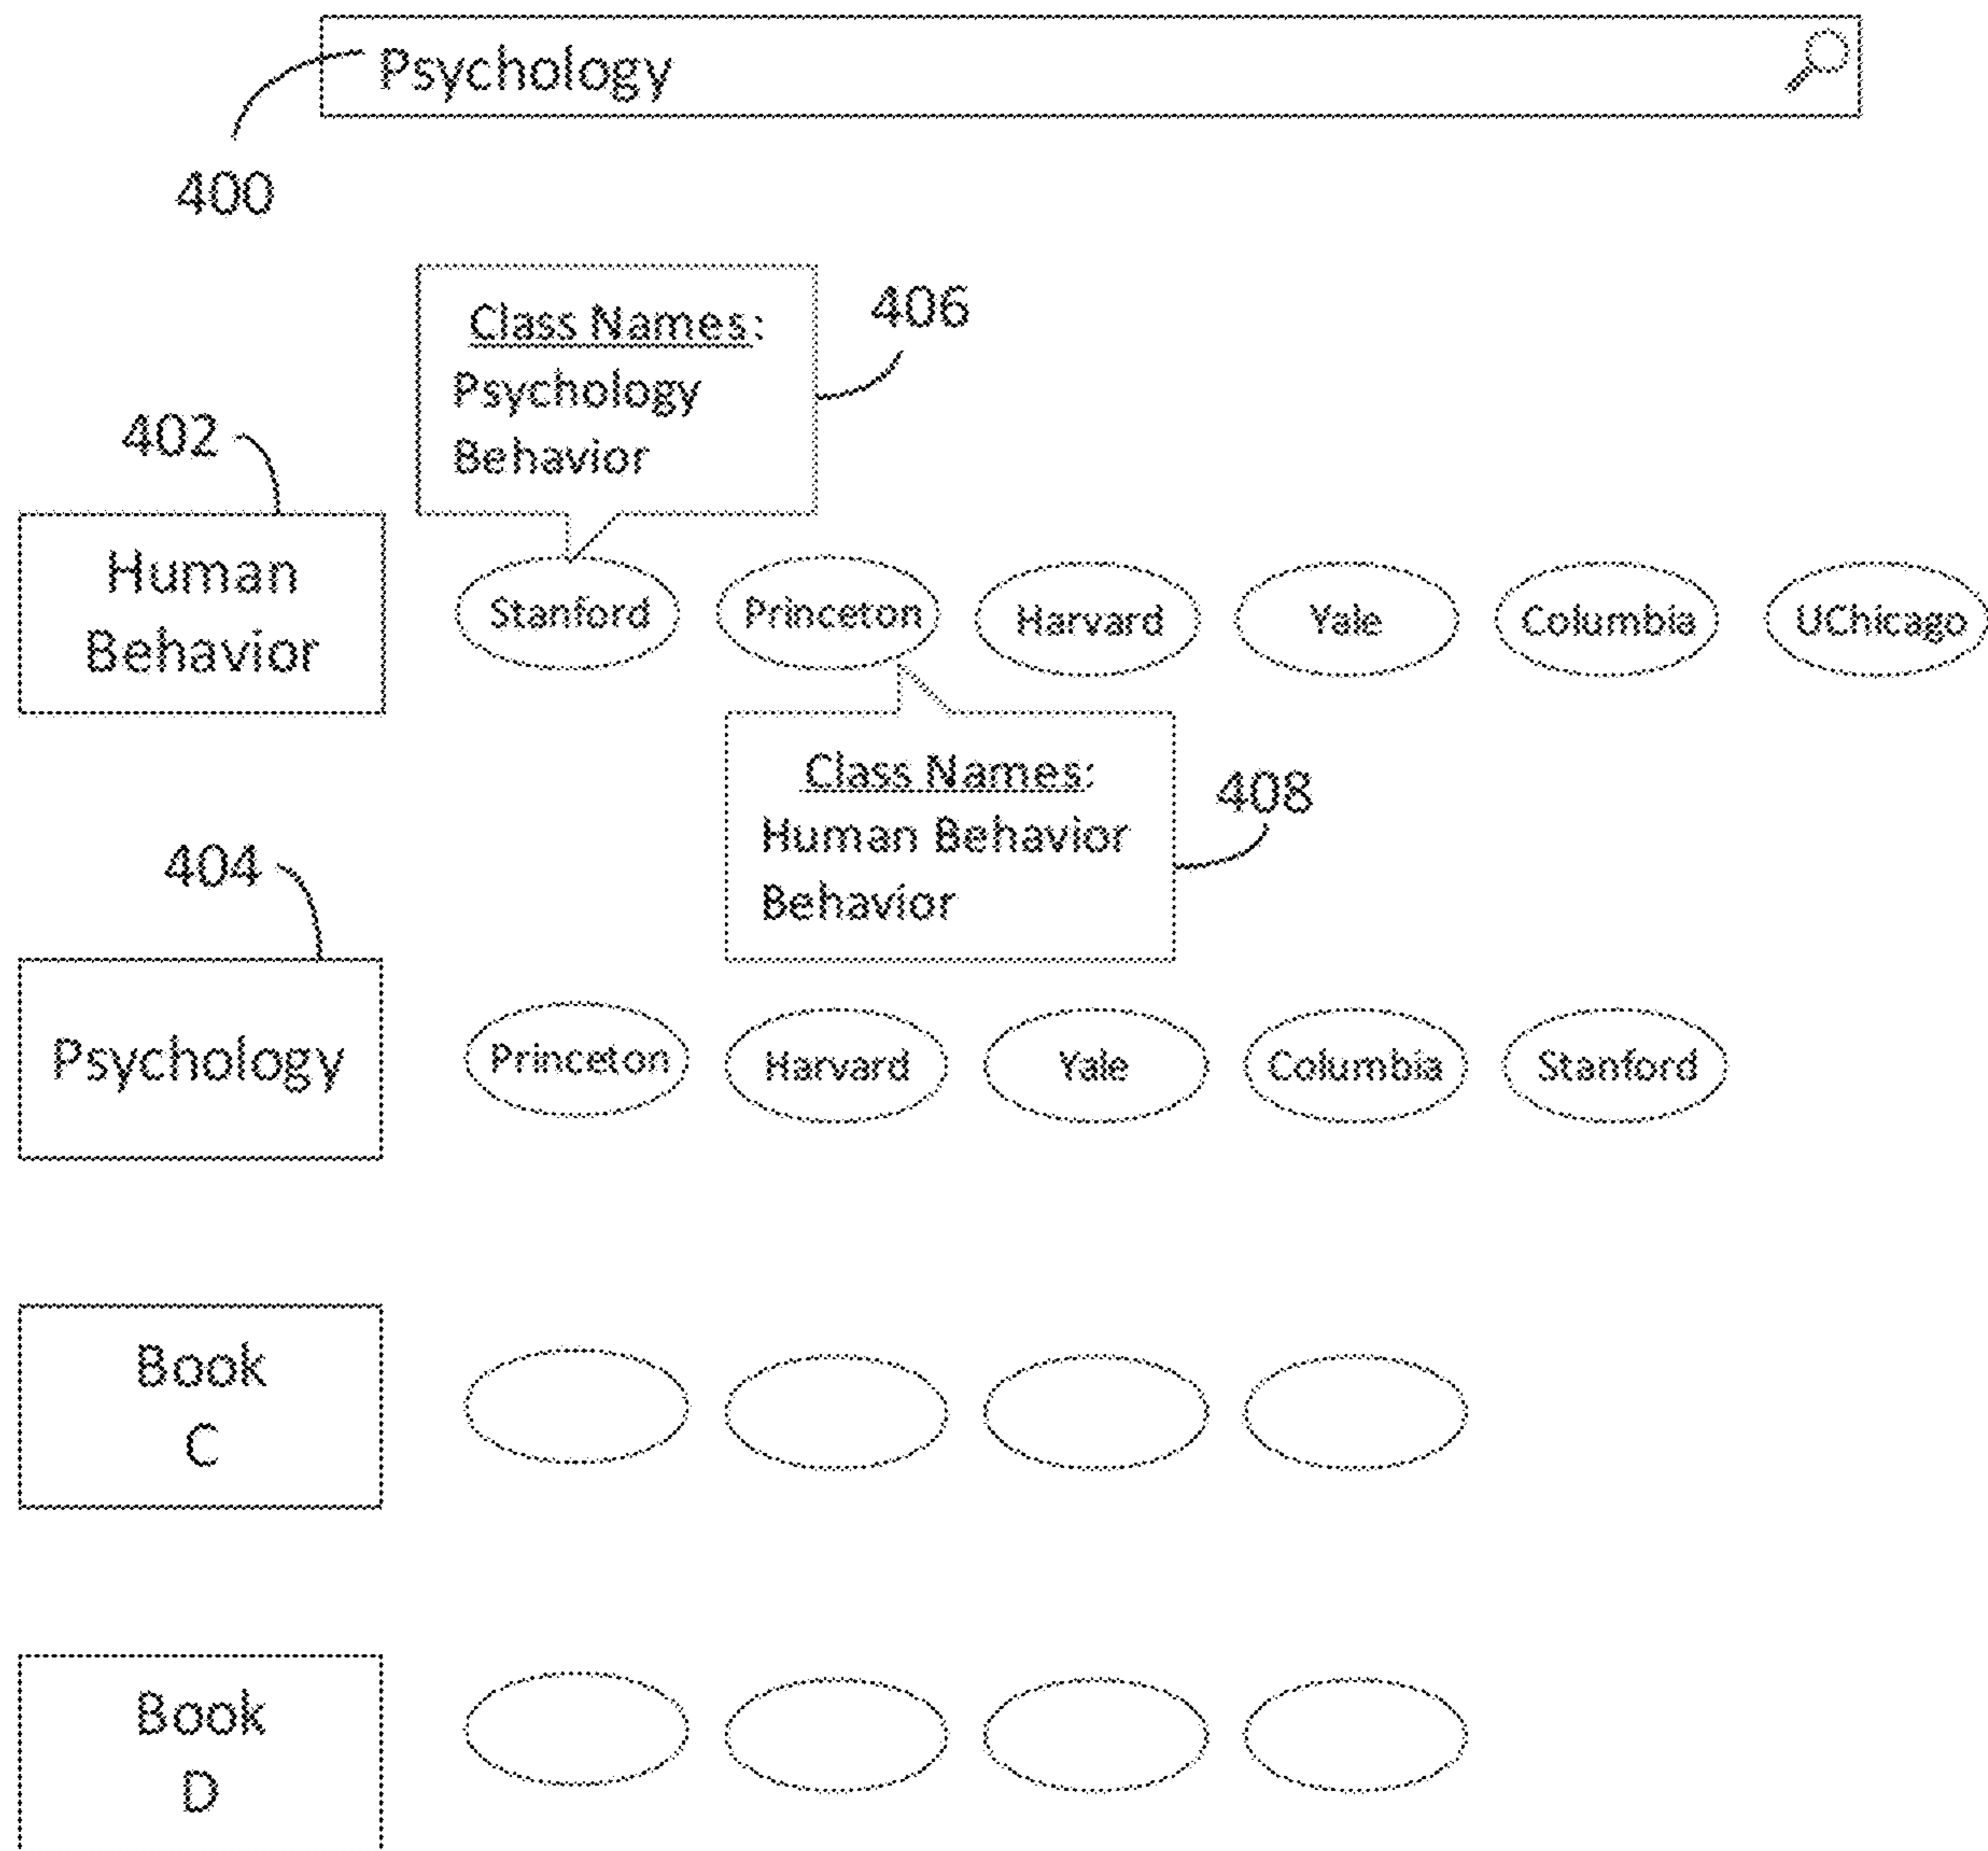 Psychology
400
Class Names:
Psychology
Behavior
406
402
Human
Behavior
Stanford
Princeton
Harvard
Yale
Columbia
UChicago
Class Names:
Human Behavior
Behavior
408
404
Psychology
Princeton
Harvard
Yale
Columbia
Stanford
Book
C
Book
D